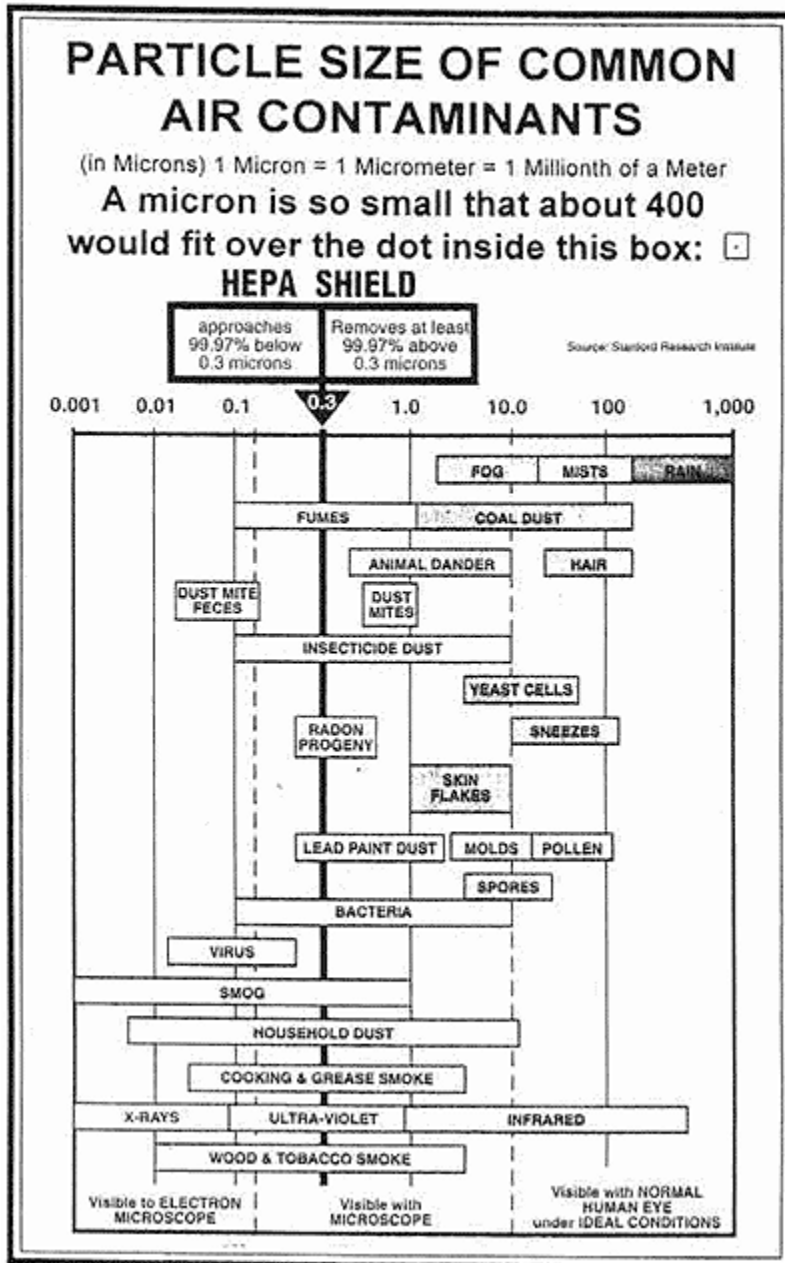 PARTICLE SIZE OF COMMON
AIR CONTAMINANTS
(in Microns) 1 Micron = 1 Micrometer = 1 Millionth of a Meter
A micron is so small that about 400
would fit over the dot inside this box:
HEPA SHIELD
approaches
99.97% below
0.3 microns
Removes at least
99.97% above
0.3 microns
Source: Stanford Research Institute
0.001 0.01 0.1 0.3 1.0 10.0 100 1,000
FOG MISTS RAIN
FUMES COAL DUST
ANIMAL DANDER HAIR
DUST MITE
FECES
DUST
MITES
INSECTICIDE DUST
YEAST CELLS
RADON
PROGENY
SNEEZES
SKIN
FLAKES
LEAD PAINT DUST MOLDS POLLEN
SPORES
BACTERIA
VIRUS
SMOG
HOUSEHOLD DUST
COOKING & GREASE SMOKE
X-RAYS ULTRA-VIOLET INFRARED
WOOD & TOBACCO SMOKE
Visible to ELECTRON
MICROSCOPE
Visible with
MICROSCOPE
Visible with NORMAL
HUMAN EYE
under IDEAL CONDITIONS